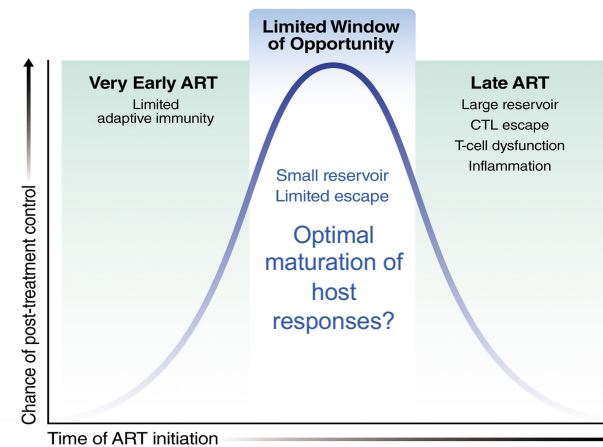 Limited Window
of Opportunity
Very Early ART
Limited
adaptive immunity
Late ART
Large reservoir
CTL escape
T-cell dysfunction
Inflammation
Small reservoir
Limited escape
Optimal
maturation of
host
responses?
Chance of post-treatment control
Time of ART initiation